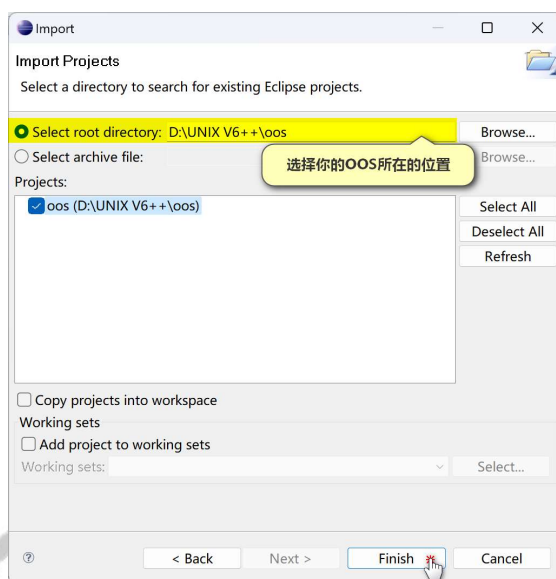 Import
Import Projects
Select a directory to search for existing Eclipse projects.
Select root directory: D:\UNIX V6++\oos Browse...
Select archive file: Browse...
选择你的OOS所在的位置
Projects:
oos (D:\UNIX V6++\oos)
Select All
Deselect All
Refresh
Copy projects into workspace
Working sets
Add project to working sets
Working sets: Select...
? < Back Next > Finish Cancel